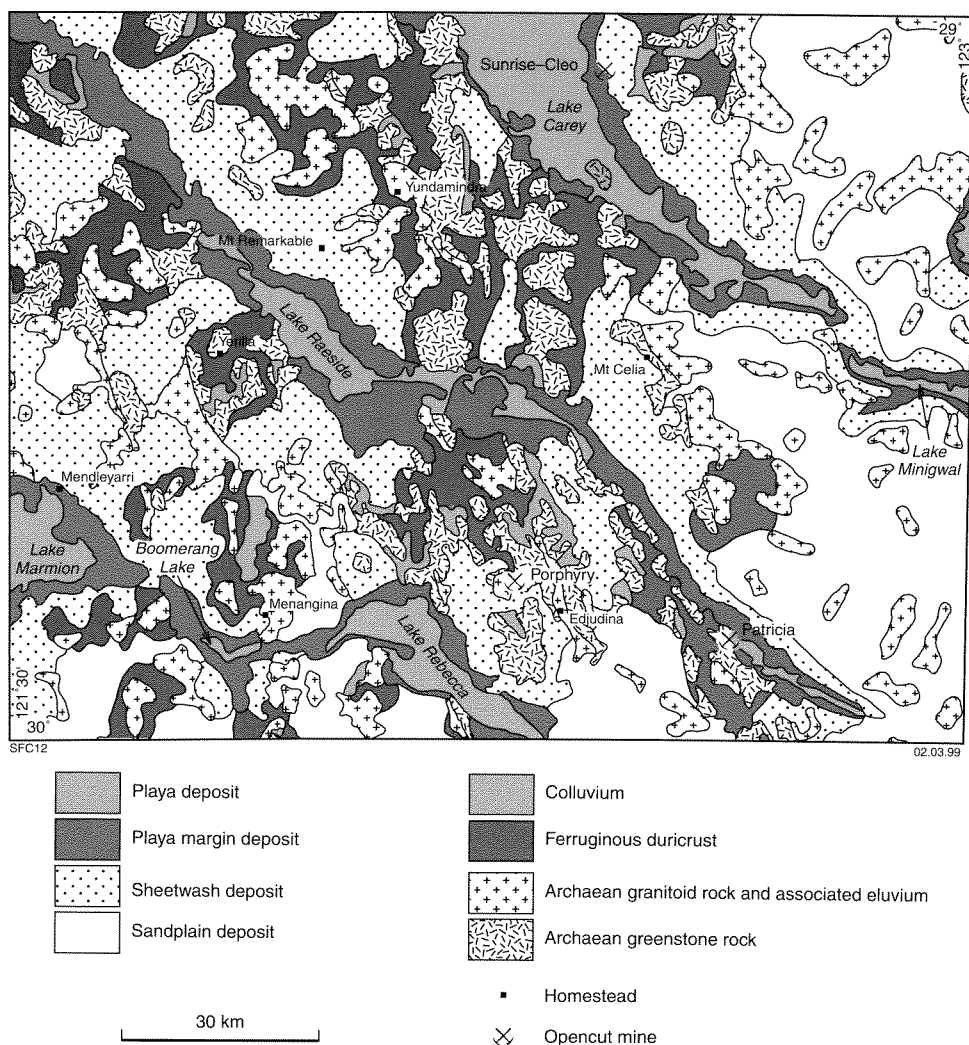 29°
123°
Sunrise–Cleo
Lake
Carey
Yundamindra
Mt Remarkable
Lake Raeside
Yerilla
Mt Celia
Lake
Minigwal
Mendleyarri
Lake
Marmion
Boomerang
Lake
Menangina
Porphyry
Edjudina
Patricia
Lake Rebecca
121° 30'
30°
SFC12
02.03.99
Playa deposit
Playa margin deposit
Sheetwash deposit
Sandplain deposit
Colluvium
Ferruginous duricrust
Archaean granitoid rock and associated eluvium
Archaean greenstone rock
Homestead
Opencut mine
30 km